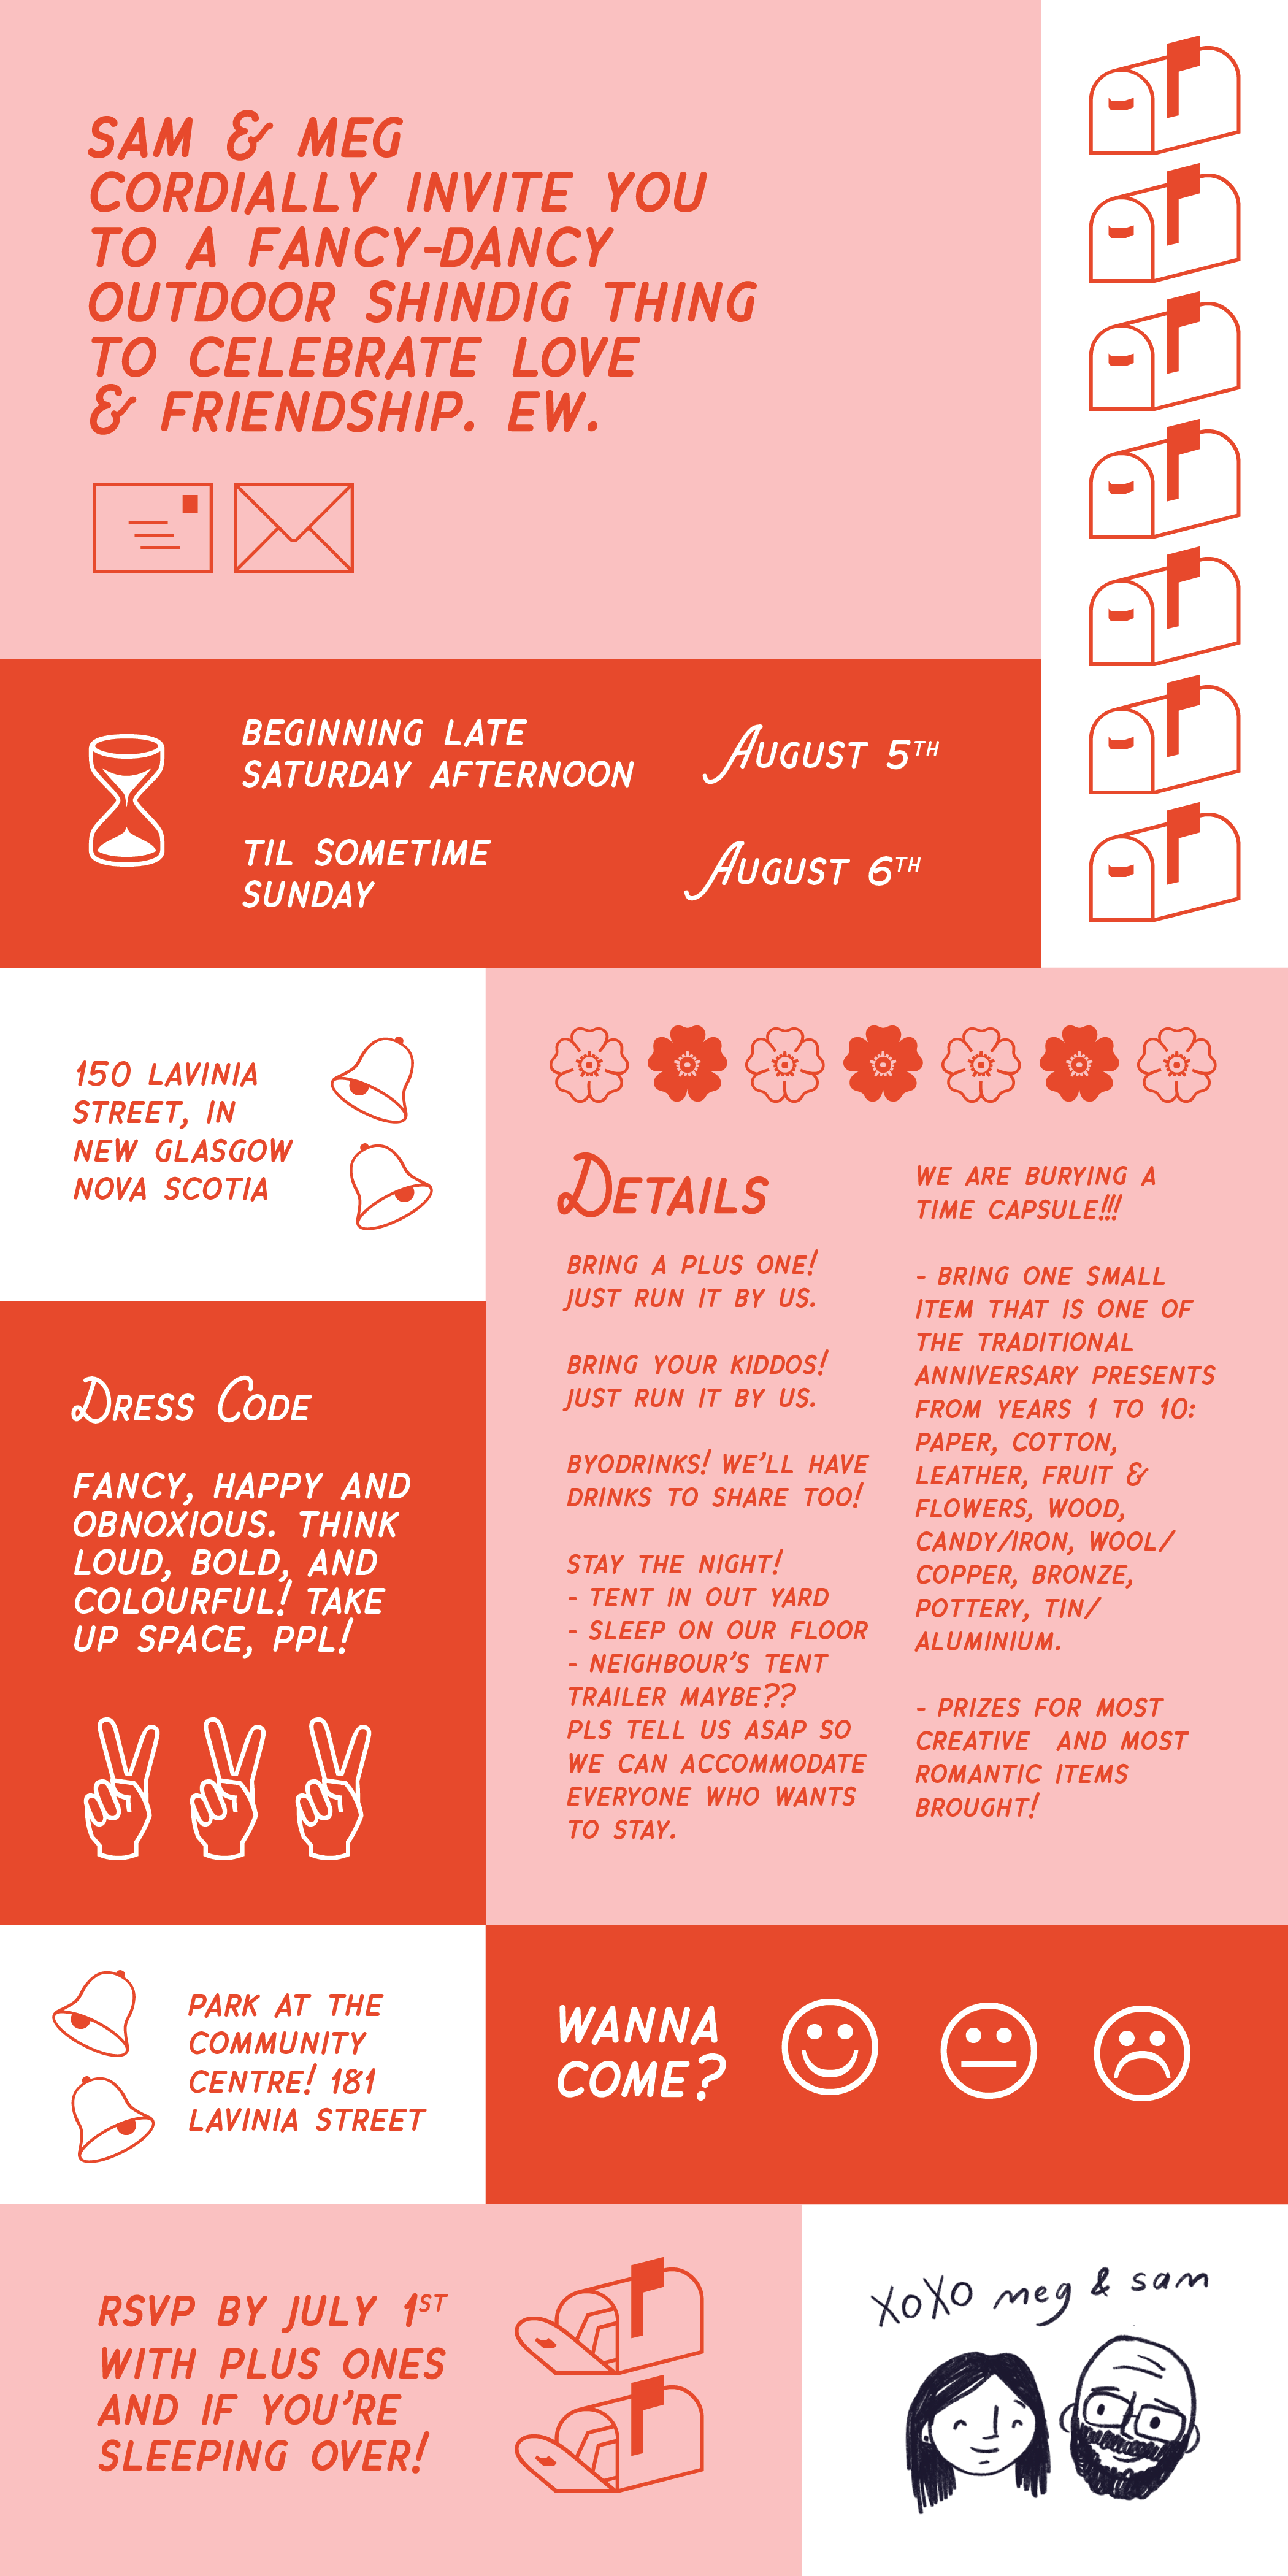 SAM & MEG
CORDIALLY INVITE YOU
TO A FANCY-DANCY
OUTDOOR SHINDIG THING
TO CELEBRATE LOVE
& FRIENDSHIP. EW.
BEGINNING LATE
SATURDAY AFTERNOON
AUGUST 5TH
TIL SOMETIME
SUNDAY
AUGUST 6TH
150 LAVINIA
STREET, IN
NEW GLASGOW
NOVA SCOTIA
DRESS CODE
FANCY, HAPPY AND
OBNOXIOUS. THINK
LOUD, BOLD, AND
COLOURFUL! TAKE
UP SPACE, PPL!
DETAILS
BRING A PLUS ONE!
JUST RUN IT BY US.
BRING YOUR KIDDOS!
JUST RUN IT BY US.
BYODRINKS! WE'LL HAVE
DRINKS TO SHARE TOO!
STAY THE NIGHT!
- TENT IN OUT YARD
- SLEEP ON OUR FLOOR
- NEIGHBOUR'S TENT
TRAILER MAYBE??
PLS TELL US ASAP SO
WE CAN ACCOMMODATE
EVERYONE WHO WANTS
TO STAY.
WE ARE BURYING A
TIME CAPSULE!!!
- BRING ONE SMALL
ITEM THAT IS ONE OF
THE TRADITIONAL
ANNIVERSARY PRESENTS
FROM YEARS 1 TO 10:
PAPER, COTTON,
LEATHER, FRUIT &
FLOWERS, WOOD,
CANDY/IRON, WOOL/
COPPER, BRONZE,
POTTERY, TIN/
ALUMINIUM.
- PRIZES FOR MOST
CREATIVE AND MOST
ROMANTIC ITEMS
BROUGHT!
PARK AT THE
COMMUNITY
CENTRE! 181
LAVINIA STREET
WANNA
COME?
RSVP BY JULY 1ST
WITH PLUS ONES
AND IF YOU'RE
SLEEPING OVER!
XOXO meg & sam